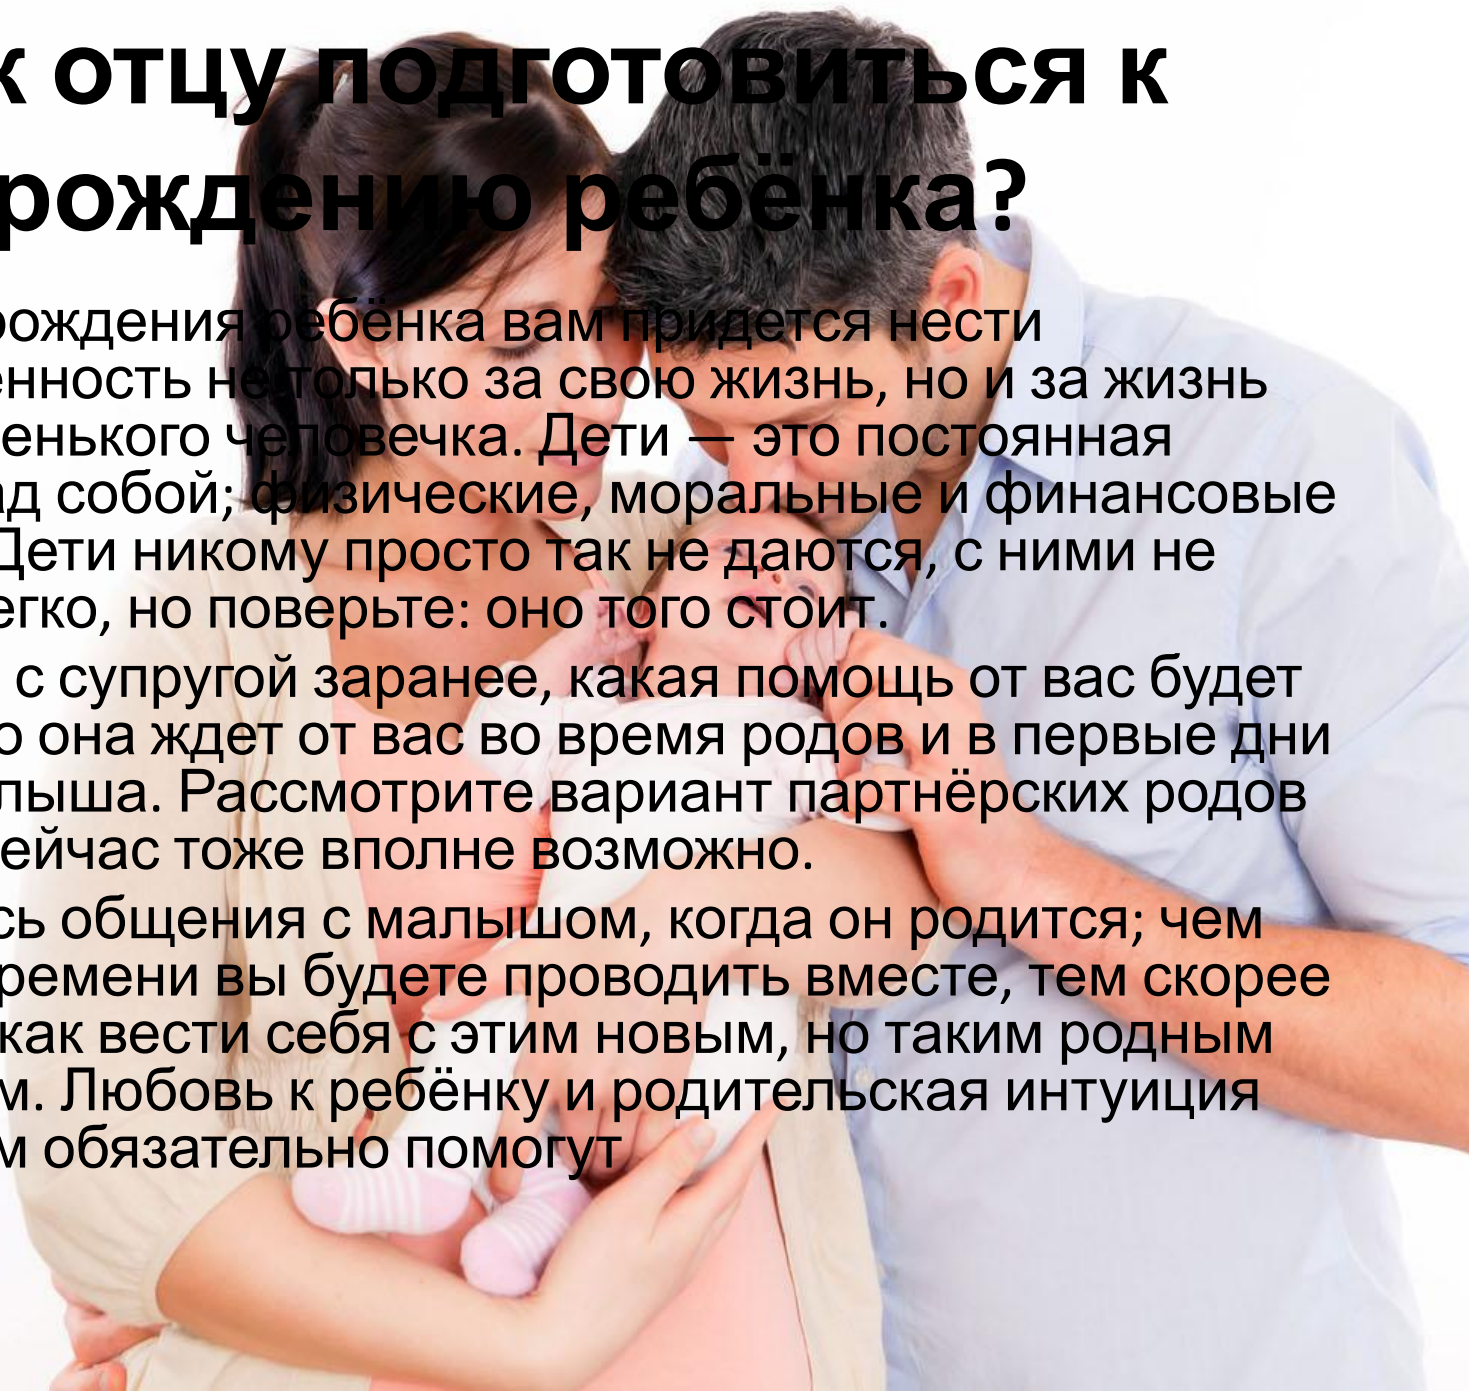 к отцу подготовиться к
рождению ребёнка?
рождения ребёнка вам придется нести
енность не только за свою жизнь, но и за жизнь
енького человечка. Дети — это постоянная
ад собой; физические, моральные и финансовые
Дети никому просто так не даются, с ними не
егко, но поверьте: оно того стоит.
с супругой заранее, какая помощь от вас будет
о она ждет от вас во время родов и в первые дни
лыша. Рассмотрите вариант партнёрских родов
ейчас тоже вполне возможно.
сь общения с малышом, когда он родится; чем
ремени вы будете проводить вместе, тем скорее
как вести себя с этим новым, но таким родным
м. Любовь к ребёнку и родительская интуиция
м обязательно помогут